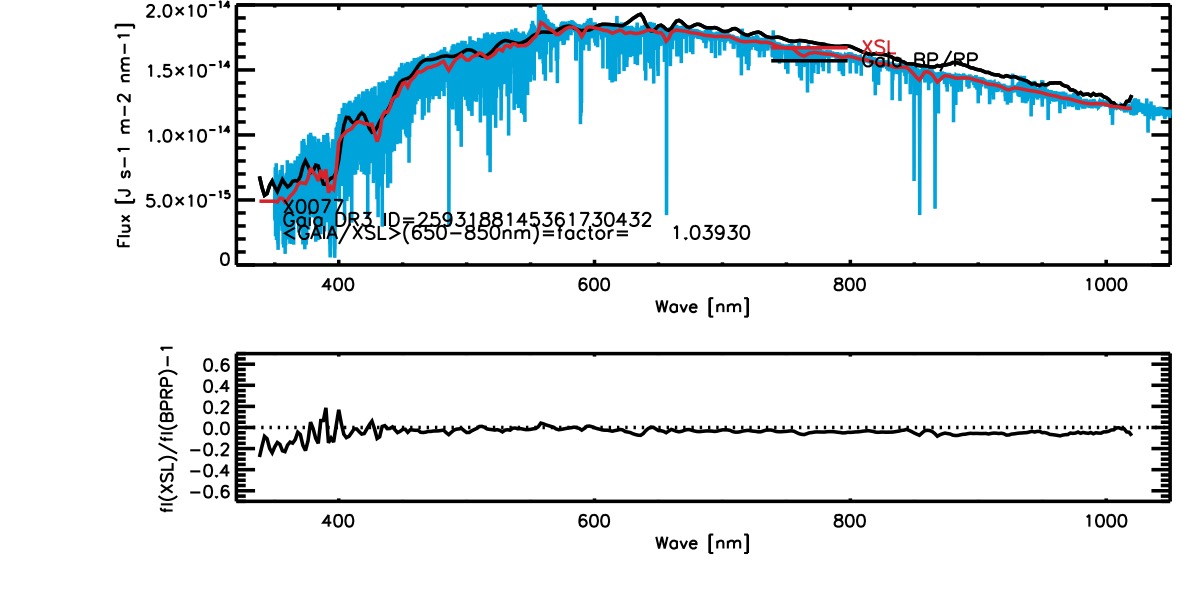 2.0×10⁻¹⁴
1.5×10⁻¹⁴
1.0×10⁻¹⁴
5.0×10⁻¹⁵
0
Flux [J s−1 m−2 nm−1]
XSL
Gaia BP/RP
X0077
Gaia DR3 ID=2593188145361730432
<GAIA/XSL>(650−850nm)=factor= 1.03930
400 600 800 1000
Wave [nm]
0.6
0.4
0.2
0.0
−0.2
−0.4
−0.6
fl(XSL)/fl(BPRP)−1
400 600 800 1000
Wave [nm]